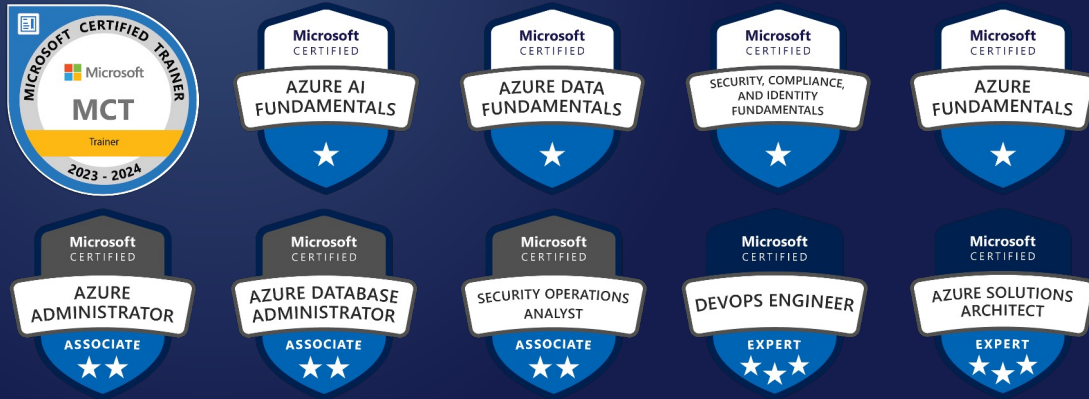 MICROSOFT CERTIFIED TRAINER
Microsoft
MCT
Trainer
2023 - 2024
Microsoft
CERTIFIED
AZURE AI
FUNDAMENTALS
Microsoft
CERTIFIED
AZURE DATA
FUNDAMENTALS
Microsoft
CERTIFIED
SECURITY, COMPLIANCE,
AND IDENTITY
FUNDAMENTALS
Microsoft
CERTIFIED
AZURE
FUNDAMENTALS
Microsoft
CERTIFIED
AZURE
ADMINISTRATOR
ASSOCIATE
Microsoft
CERTIFIED
AZURE DATABASE
ADMINISTRATOR
ASSOCIATE
Microsoft
CERTIFIED
SECURITY OPERATIONS
ANALYST
ASSOCIATE
Microsoft
CERTIFIED
DEVOPS ENGINEER
EXPERT
Microsoft
CERTIFIED
AZURE SOLUTIONS
ARCHITECT
EXPERT